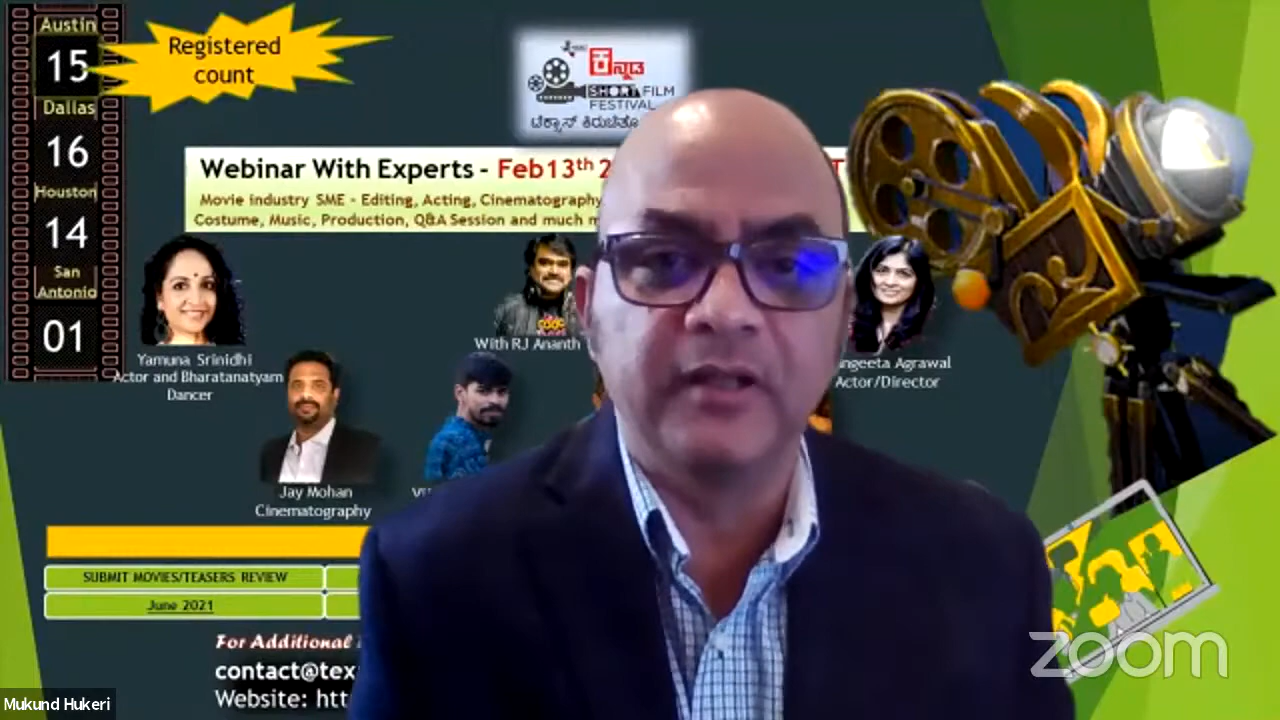 Austin
15
Dallas
16
Houston
14
San
Antonio
01
Registered
count
ಕನ್ನಡ
SHORT FILM
FESTIVAL
ಟೆಕ್ಸಾಸ್ ಕಿರುಚಿತ್ರೋ
Webinar With Experts - Feb13th 2
Movie industry SME - Editing, Acting, Cinematography
Costume, Music, Production, Q&A Session and much m
Yamuna Srinidhi
Actor and Bharatanatyam
Dancer
With RJ Ananth
ngeeta Agrawal
Actor/Director
Jay Mohan
Cinematography
SUBMIT MOVIES/TEASERS REVIEW
June 2021
For Additional
contact@tex
Website: htt
zoom
Mukund Hukeri